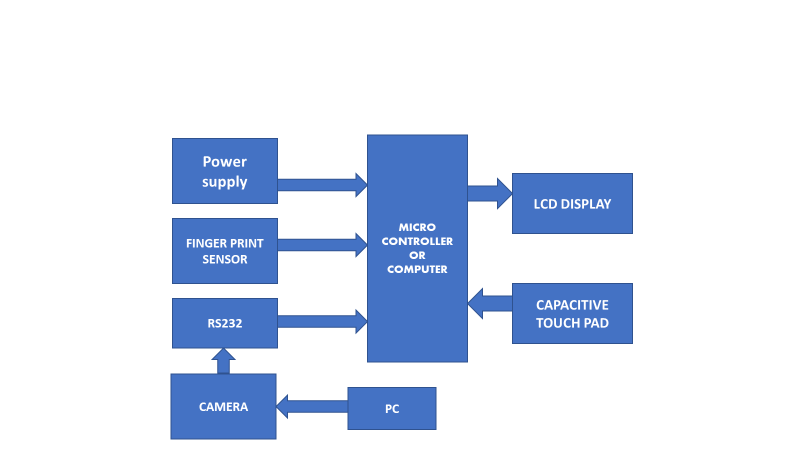 Power
supply
FINGER PRINT
SENSOR
RS232
CAMERA
PC
MICRO
CONTROLLER
OR
COMPUTER
LCD DISPLAY
CAPACITIVE
TOUCH PAD